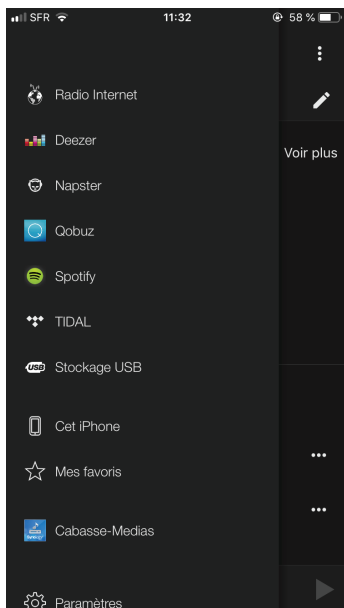 SFR 11:32 58 %
Radio Internet
Deezer
Voir plus
Napster
Qobuz
Spotify
TIDAL
USB Stockage USB
Cet iPhone
Mes favoris
Cabasse-Medias
Paramètres